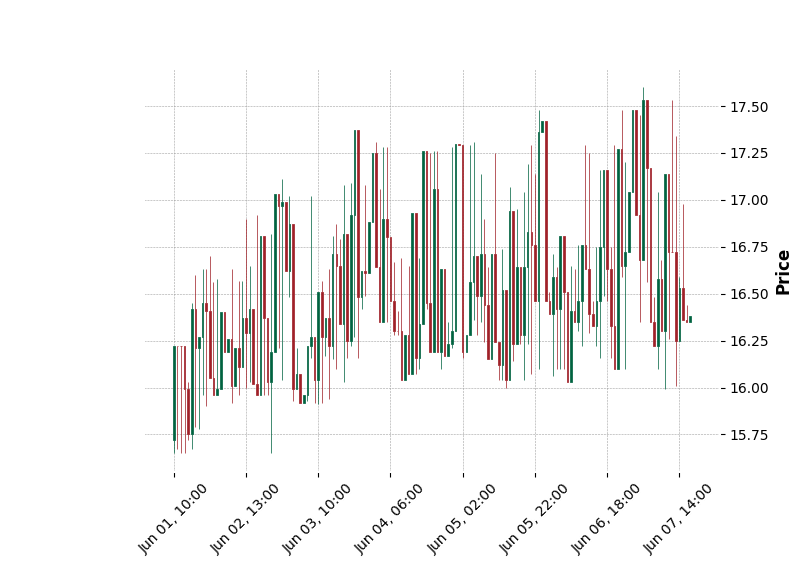 17.50
17.25
17.00
16.75
16.50
16.25
16.00
15.75
Price
Jun 01, 10:00
Jun 02, 13:00
Jun 03, 10:00
Jun 04, 06:00
Jun 05, 02:00
Jun 05, 22:00
Jun 06, 18:00
Jun 07, 14:00